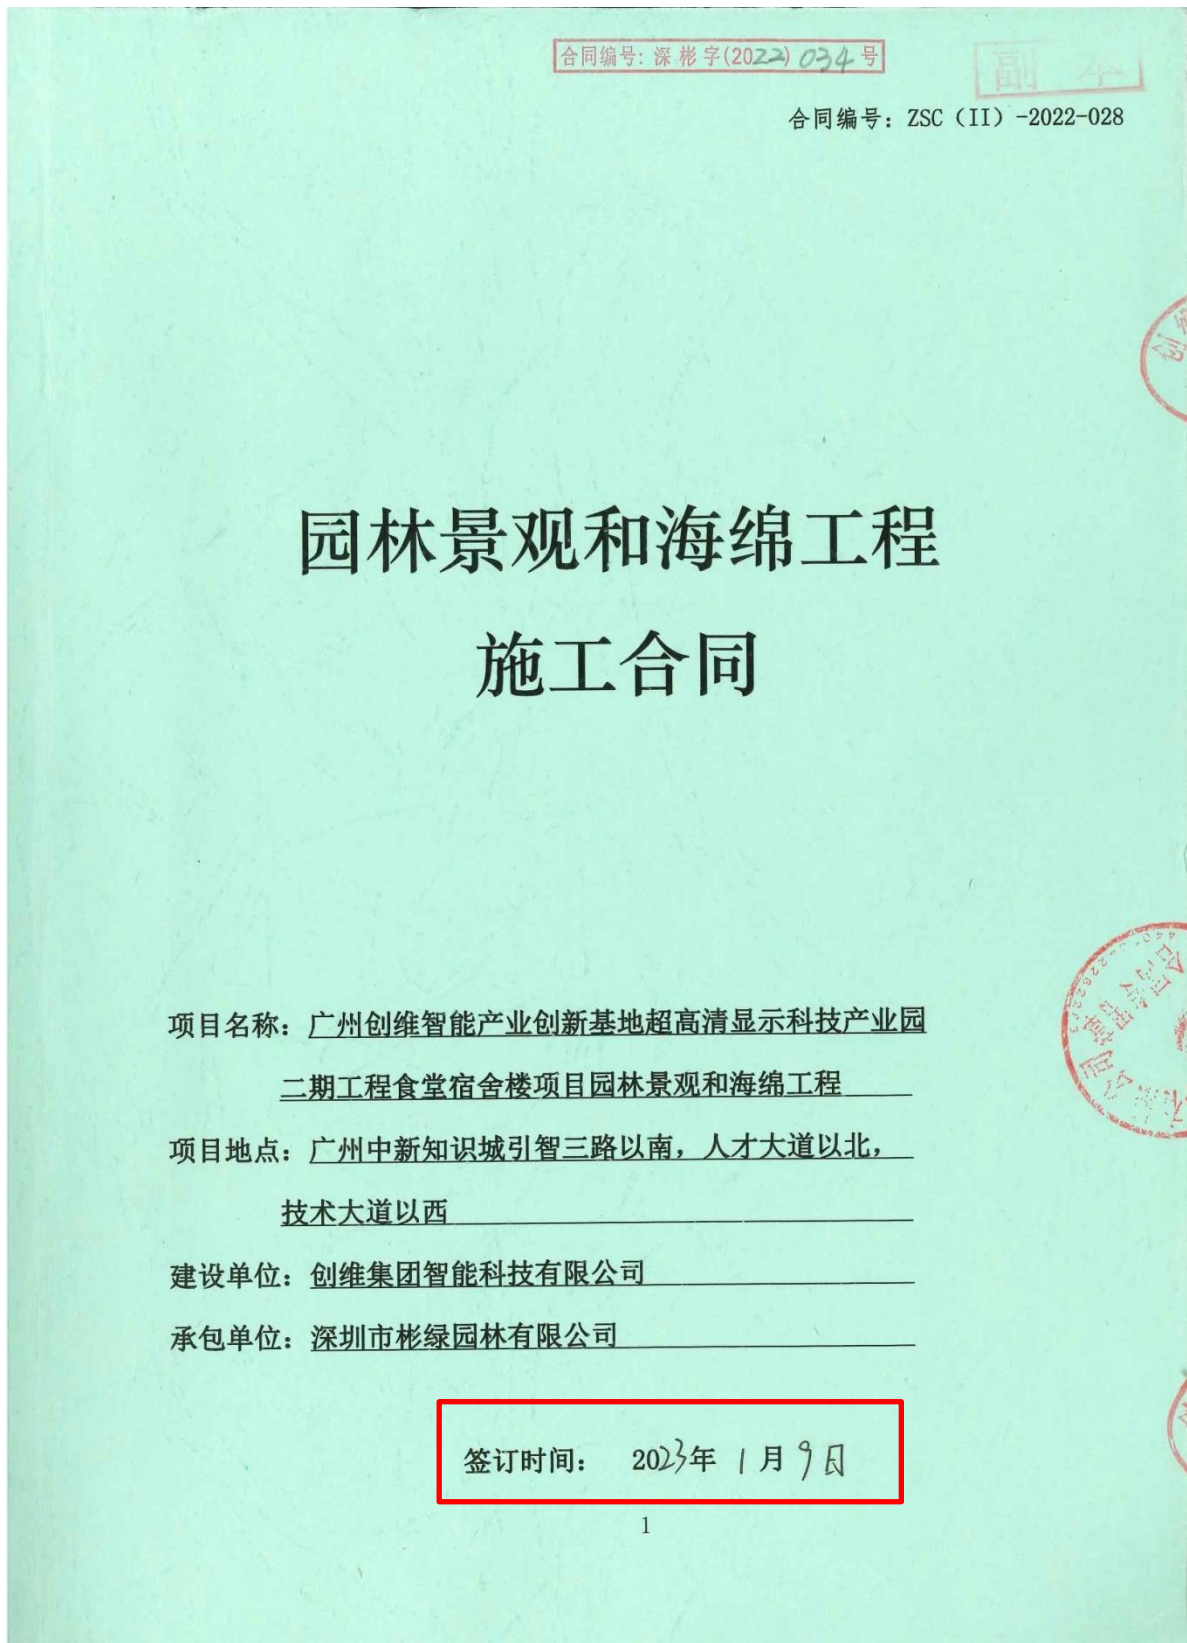 合同编号：深彬字(2022)034号
副本
合同编号：ZSC（II）-2022-028
创维
园林景观和海绵工程
施工合同
项目名称：广州创维智能产业创新基地超高清显示科技产业园
二期工程食堂宿舍楼项目园林景观和海绵工程
项目地点：广州中新知识城引智三路以南，人才大道以北，
技术大道以西
建设单位：创维集团智能科技有限公司
承包单位：深圳市彬绿园林有限公司
签订时间： 2023年 1月9日
1